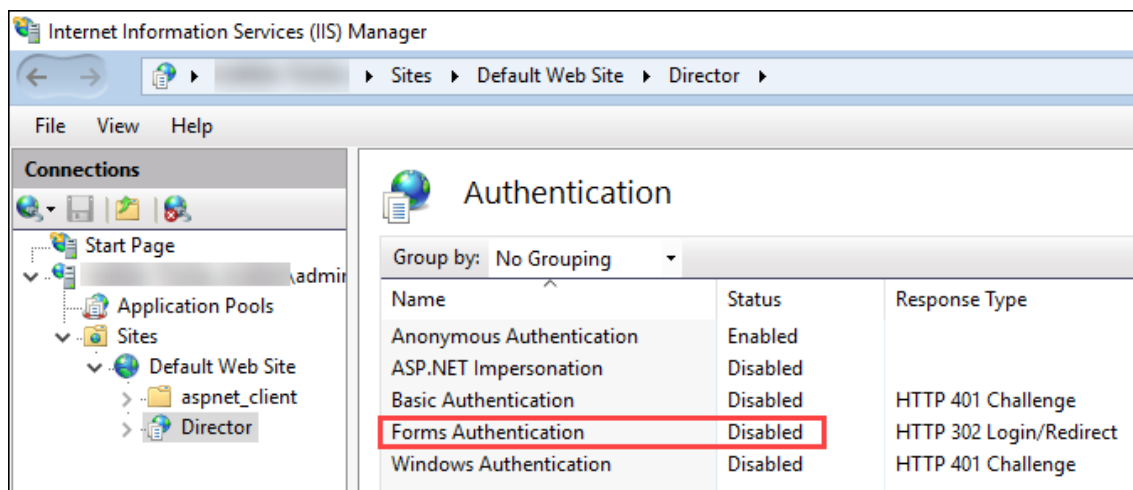 Internet Information Services (IIS) Manager
Sites Default Web Site Director
File View Help
Connections
Authentication
Start Page
Group by: No Grouping
\admin
Name Status Response Type
Application Pools
Anonymous Authentication Enabled
Sites
ASP.NET Impersonation Disabled
Default Web Site
Basic Authentication Disabled HTTP 401 Challenge
aspnet_client
Forms Authentication Disabled HTTP 302 Login/Redirect
Director
Windows Authentication Disabled HTTP 401 Challenge